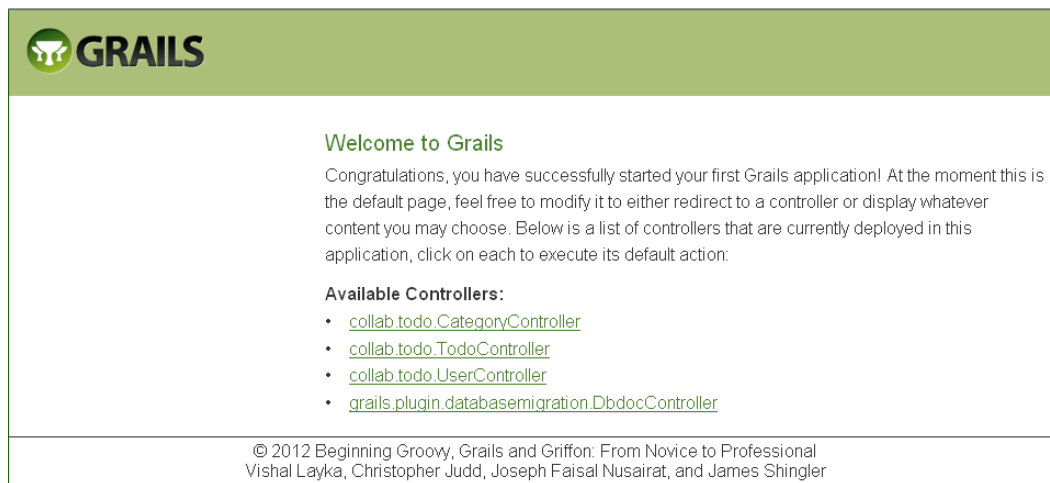 GRAILS
Welcome to Grails
Congratulations, you have successfully started your first Grails application! At the moment this is
the default page, feel free to modify it to either redirect to a controller or display whatever
content you may choose. Below is a list of controllers that are currently deployed in this
application, click on each to execute its default action:
Available Controllers:
• collab.todo.CategoryController
• collab.todo.TodoController
• collab.todo.UserController
• grails.plugin.databasemigration.DbdocController
© 2012 Beginning Groovy, Grails and Griffon: From Novice to Professional
Vishal Layka, Christopher Judd, Joseph Faisal Nusairat, and James Shingler